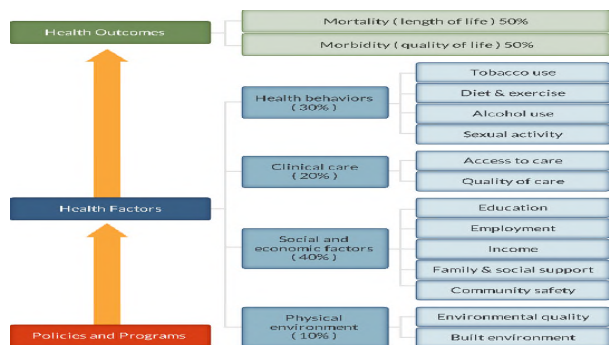 Health Outcomes
Mortality (length of life) 50%
Morbidity (quality of life) 50%
Health Factors
Health behaviors
(30%)
Tobacco use
Diet & exercise
Alcohol use
Sexual activity
Clinical care
(20%)
Access to care
Quality of care
Social and
economic factors
(40%)
Education
Employment
Income
Family & social support
Community safety
Policies and Programs
Physical
environment
(10%)
Environmental quality
Built environment